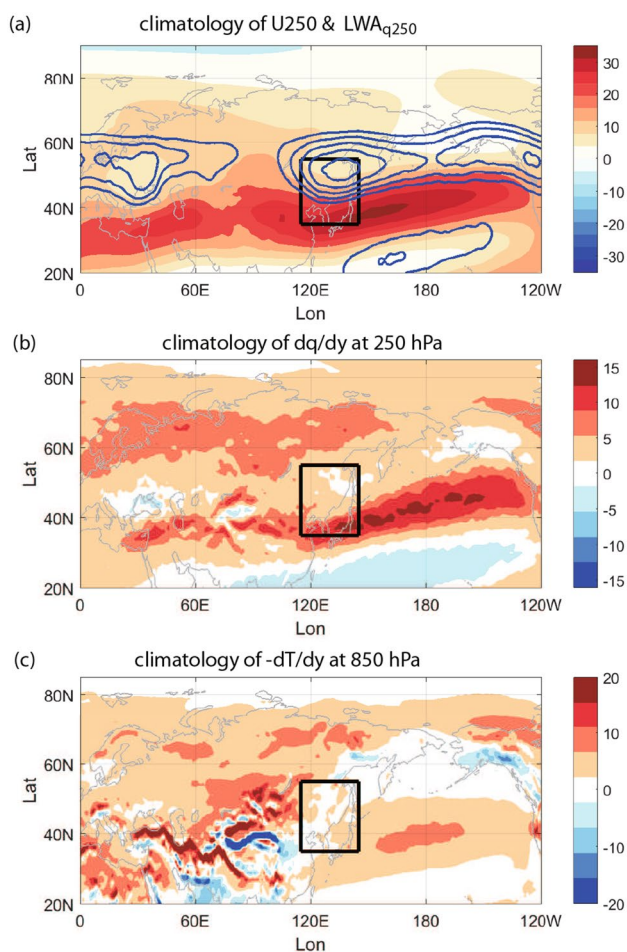 (a) climatology of U250 & LWAq250
80N
60N
40N
20N
Lat
0 60E 120E 180 120W
Lon
30
20
10
0
-10
-20
-30
(b) climatology of dq/dy at 250 hPa
80N
60N
40N
20N
Lat
0 60E 120E 180 120W
Lon
15
10
5
0
-5
-10
-15
(c) climatology of -dT/dy at 850 hPa
80N
60N
40N
20N
Lat
0 60E 120E 180 120W
Lon
20
10
0
-10
-20